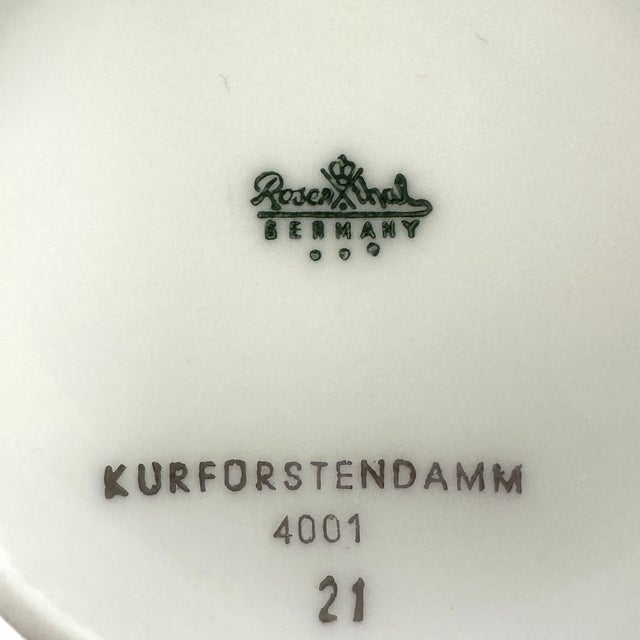 Rosenthal
GERMANY
KURFÜRSTENDAMM
4001
21